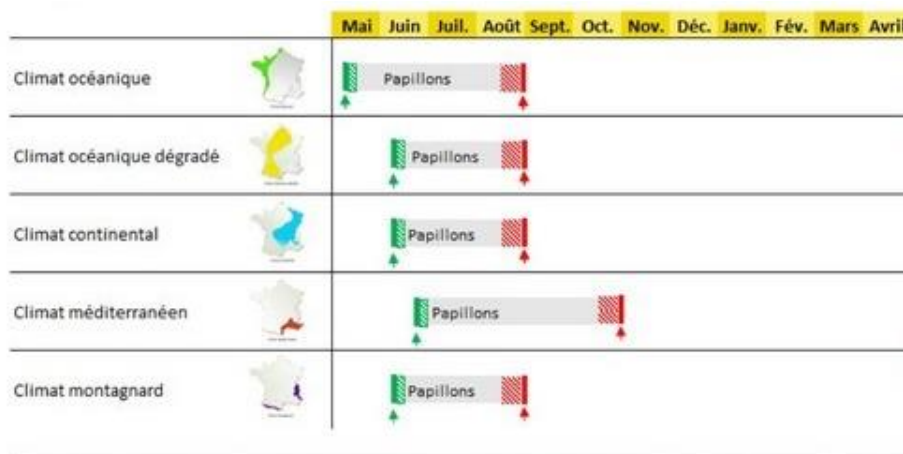 Mai Juin Juil. Août Sept. Oct. Nov. Déc. Janv. Fév. Mars Avril
Climat océanique Papillons
Climat océanique dégradé Papillons
Climat continental Papillons
Climat méditerranéen Papillons
Climat montagnard Papillons